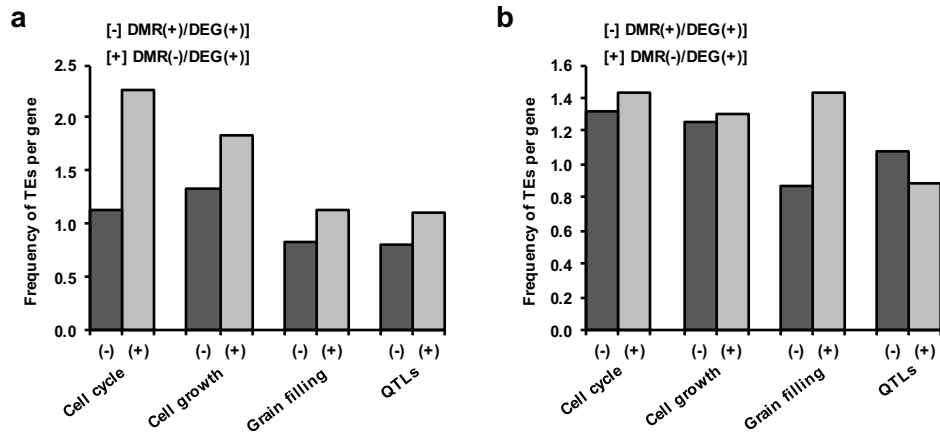 a
[-] DMR(+)/DEG(+)]
[+] DMR(-)/DEG(+)]
Frequency of TEs per gene
2.5
2.0
1.5
1.0
0.5
0.0
(-) (+) (-) (+) (-) (+) (-) (+)
Cell cycle
Cell growth
Grain filling
QTLs
b
[-] DMR(+)/DEG(+)]
[+] DMR(-)/DEG(+)]
Frequency of TEs per gene
1.6
1.4
1.2
1.0
0.8
0.6
0.4
0.2
0.0
(-) (+) (-) (+) (-) (+) (-) (+)
Cell cycle
Cell growth
Grain filling
QTLs